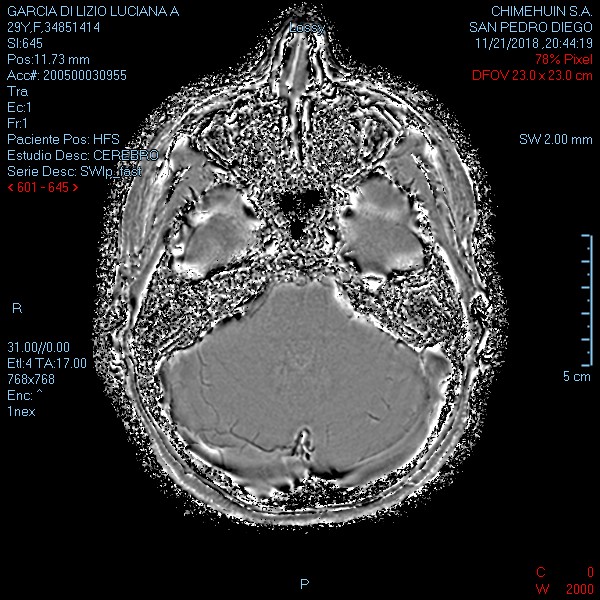 GARCIA DI LIZIO LUCIANA A
29Y,F,34851414
Sl:645
Pos:11.73 mm
Acc#: 200500030955
Tra
Ec:1
Fr:1
Paciente Pos: HFS
Estudio Desc: CEREBRO
Serie Desc: SWIp_fast
< 601 - 645 >
Lossy
CHIMEHUIN S.A.
SAN PEDRO DIEGO
11/21/2018 ,20:44:19
78% Pixel
DFOV 23.0 x 23.0 cm
SW 2.00 mm
R
31.00//0.00
Etl:4 TA:17.00
768x768
Enc: ^
1nex
5 cm
P
C 0
W 2000